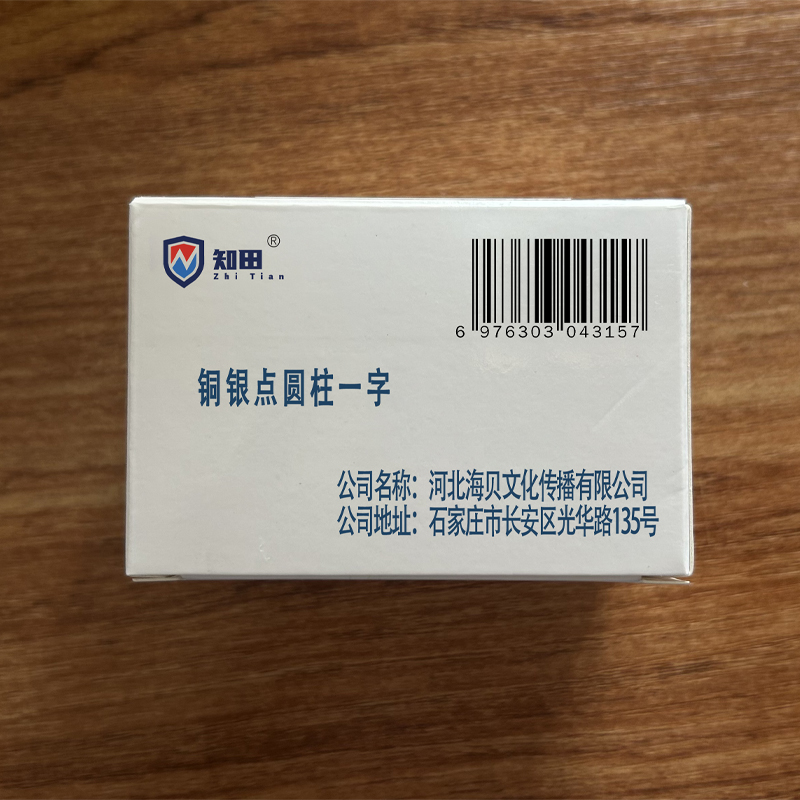 知田®
Zhi Tian
6 976303 043157
铜银点圆柱一字
公司名称：河北海贝文化传播有限公司
公司地址：石家庄市长安区光华路135号